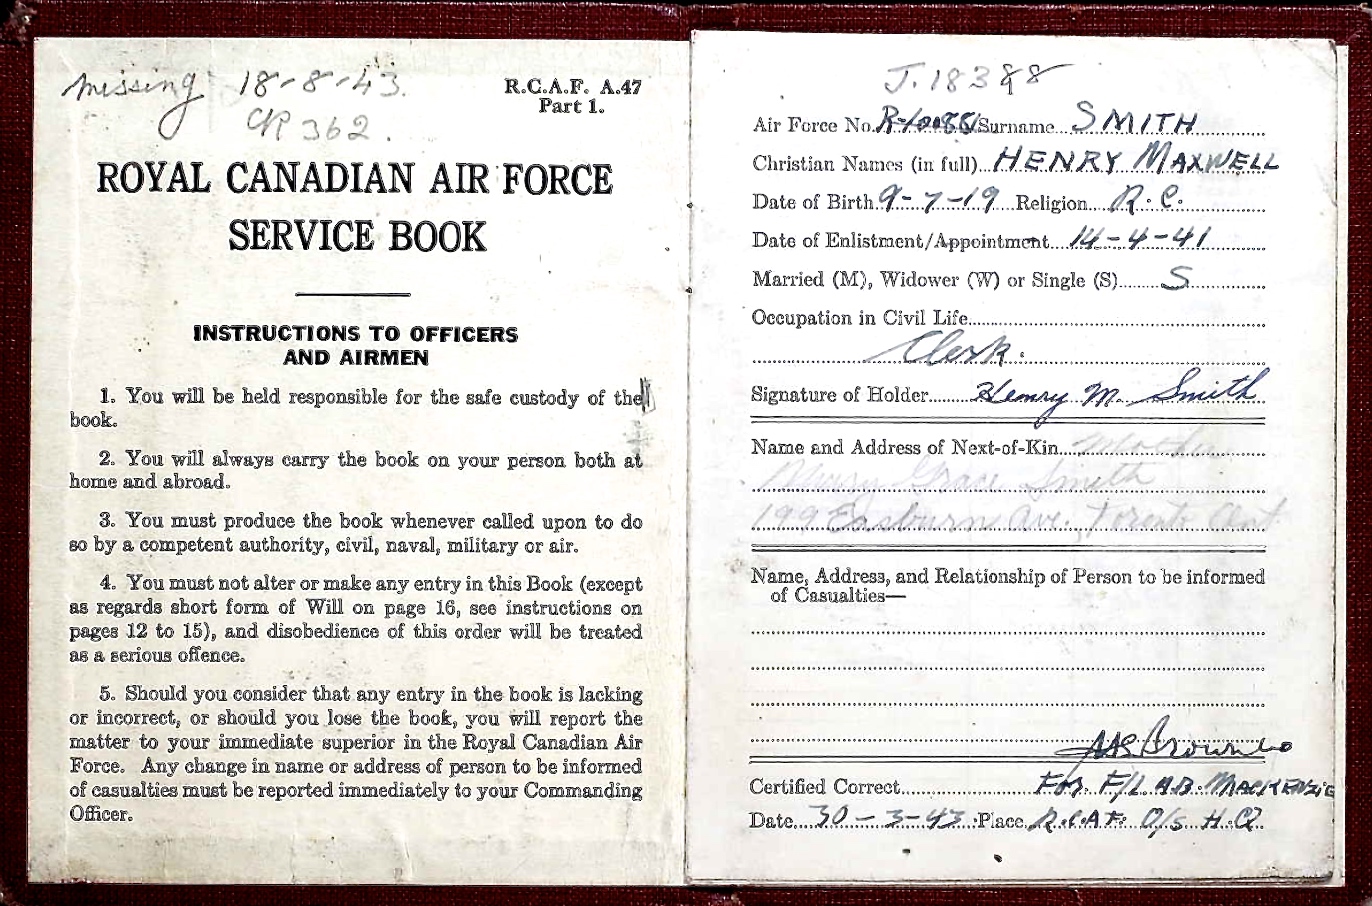 missing 18-8-43.
C/R 362.
R.C.A.F. A.47
Part 1.
ROYAL CANADIAN AIR FORCE
SERVICE BOOK
INSTRUCTIONS TO OFFICERS
AND AIRMEN
1. You will be held responsible for the safe custody of the
book.
2. You will always carry the book on your person both at
home and abroad.
3. You must produce the book whenever called upon to do
so by a competent authority, civil, naval, military or air.
4. You must not alter or make any entry in this Book (except
as regards short form of Will on page 16, see instructions on
pages 12 to 15), and disobedience of this order will be treated
as a serious offence.
5. Should you consider that any entry in the book is lacking
or incorrect, or should you lose the book, you will report the
matter to your immediate superior in the Royal Canadian Air
Force. Any change in name or address of person to be informed
of casualties must be reported immediately to your Commanding
Officer.
J.18388
Air Force No. Surname SMITH
Christian Names (in full) HENRY MAXWELL
Date of Birth 9-7-19 Religion R.C.
Date of Enlistment/Appointment 14-4-41
Married (M), Widower (W) or Single (S) S
Occupation in Civil Life
Clerk.
Signature of Holder Henry M. Smith
Name and Address of Next-of-Kin Mother
Grace Smith
199 Ave. Toronto Ont
Name, Address, and Relationship of Person to be informed
of Casualties—
Certified Correct For F/L A.B. MACKENZIE
Date 30-3-43 Place R.C.A.F. O/S H.Q.